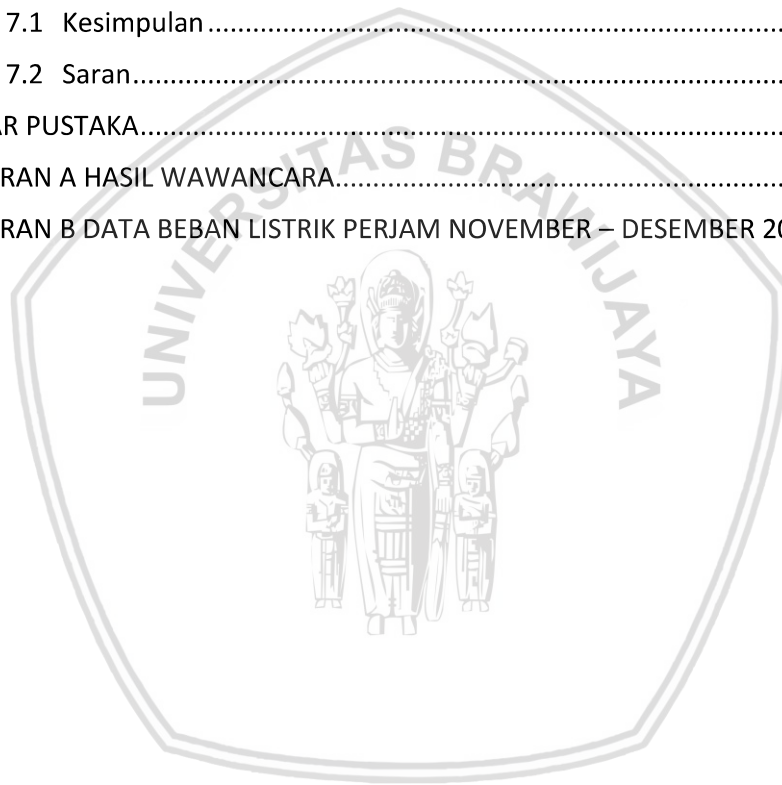 7.1 Kesimpulan........................................................................
7.2 Saran.................................................................................
AR PUSTAKA................................................................................
RAN A HASIL WAWANCARA.......................................................
RAN B DATA BEBAN LISTRIK PERJAM NOVEMBER – DESEMBER 20
UNIVERSITAS BRAWIJAYA